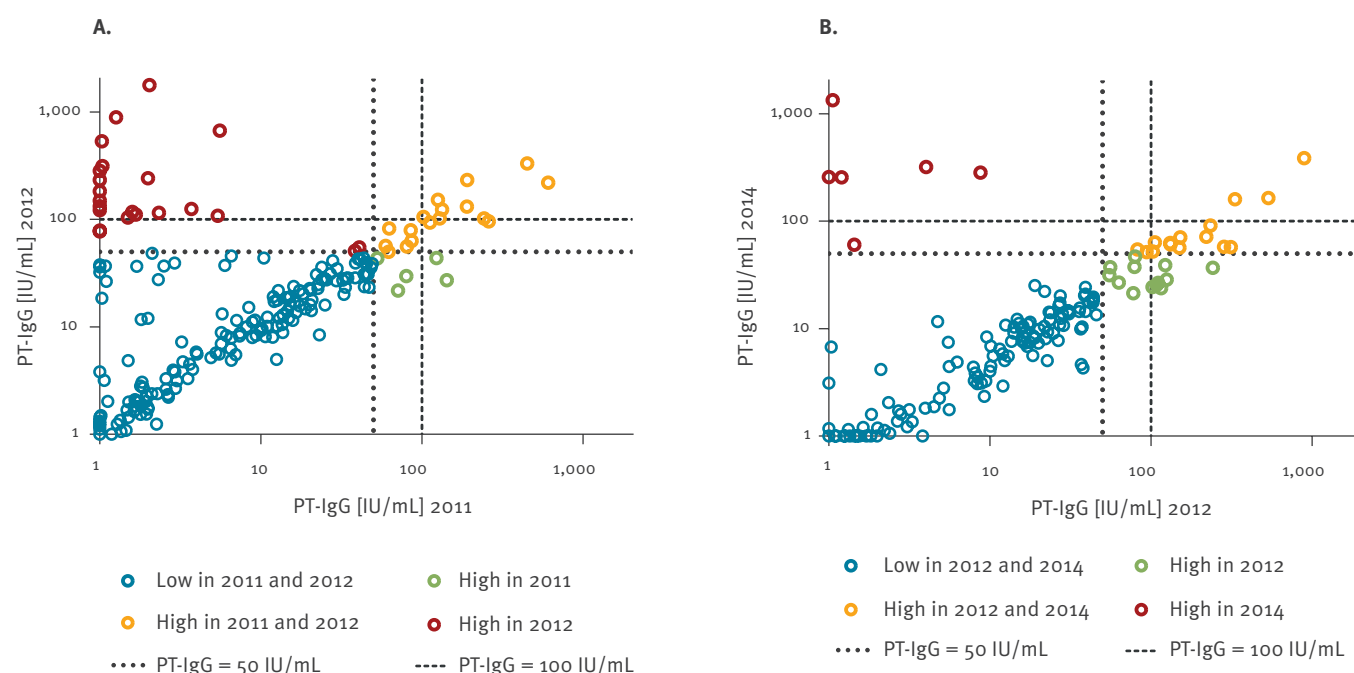 A.
PT-IgG [IU/mL] 2012
1,000
100
10
1
1 10 100 1,000
PT-IgG [IU/mL] 2011
Low in 2011 and 2012
High in 2011
High in 2011 and 2012
High in 2012
PT-IgG = 50 IU/mL
PT-IgG = 100 IU/mL
B.
PT-IgG [IU/mL] 2014
1,000
100
10
1
1 10 100 1,000
PT-IgG [IU/mL] 2012
Low in 2012 and 2014
High in 2012
High in 2012 and 2014
High in 2014
PT-IgG = 50 IU/mL
PT-IgG = 100 IU/mL